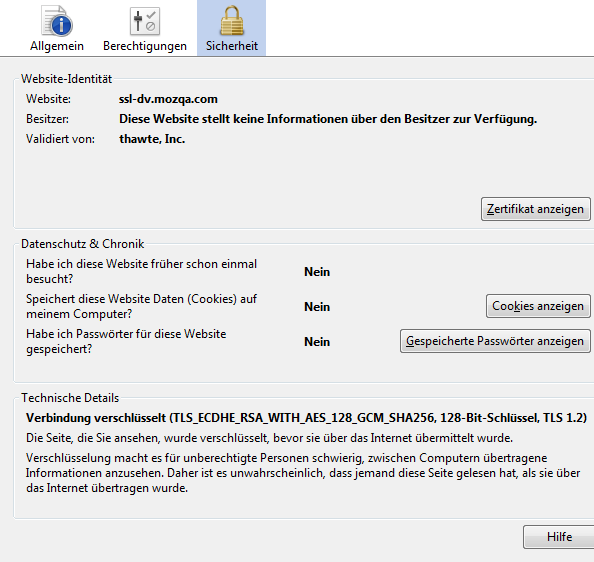 Allgemein Berechtigungen Sicherheit
Website-Identität
Website: ssl-dv.mozqa.com
Besitzer: Diese Website stellt keine Informationen über den Besitzer zur Verfügung.
Validiert von: thawte, Inc.
Zertifikat anzeigen
Datenschutz & Chronik
Habe ich diese Website früher schon einmal
besucht?
Nein
Speichert diese Website Daten (Cookies) auf
meinem Computer?
Nein
Cookies anzeigen
Habe ich Passwörter für diese Website
gespeichert?
Nein
Gespeicherte Passwörter anzeigen
Technische Details
Verbindung verschlüsselt (TLS_ECDHE_RSA_WITH_AES_128_GCM_SHA256, 128-Bit-Schlüssel, TLS 1.2)
Die Seite, die Sie ansehen, wurde verschlüsselt, bevor sie über das Internet übermittelt wurde.
Verschlüsselung macht es für unberechtigte Personen schwierig, zwischen Computern übertragene
Informationen anzusehen. Daher ist es unwahrscheinlich, dass jemand diese Seite gelesen hat, als sie über
das Internet übertragen wurde.
Hilfe